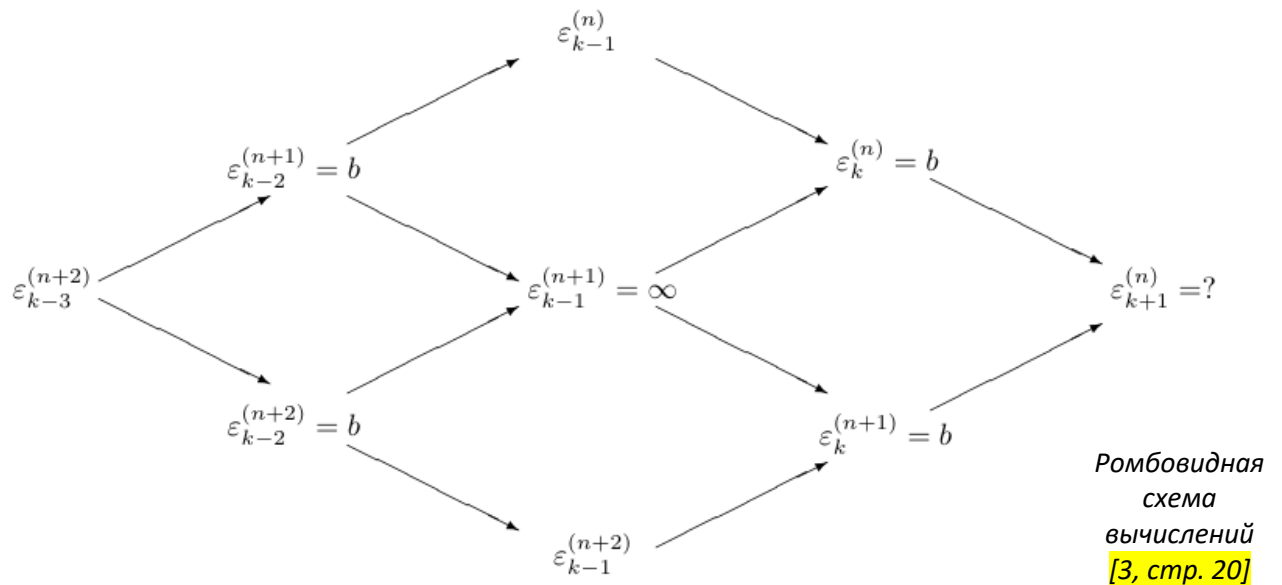 ε_{k−1}^{(n)}
ε_{k−2}^{(n+1)} = b
ε_k^{(n)} = b
ε_{k−3}^{(n+2)}
ε_{k−1}^{(n+1)} = ∞
ε_{k+1}^{(n)} =?
ε_{k−2}^{(n+2)} = b
ε_k^{(n+1)} = b
ε_{k−1}^{(n+2)}
Ромбовидная
схема
вычислений
[3, стр. 20]